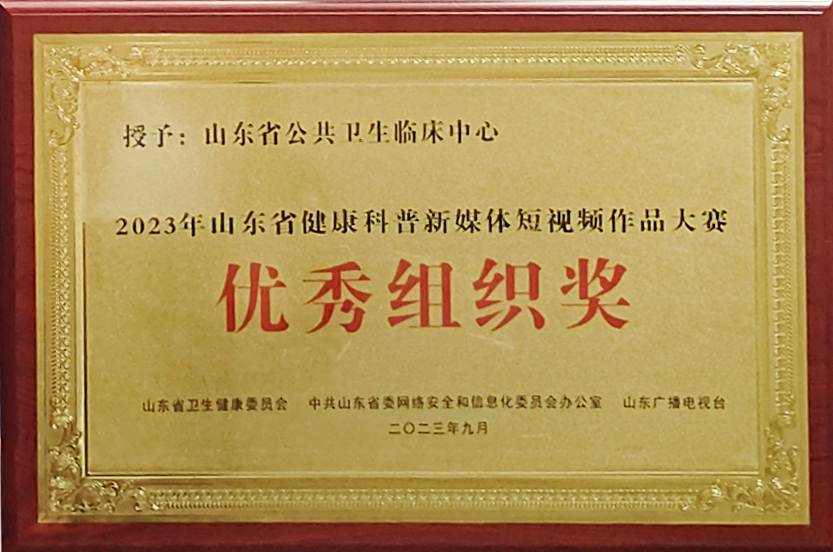 授予：山东省公共卫生临床中心
2023年山东省健康科普新媒体短视频作品大赛
优秀组织奖
山东省卫生健康委员会 中共山东省委网络安全和信息化委员会办公室 山东广播电视台
二〇二三年九月